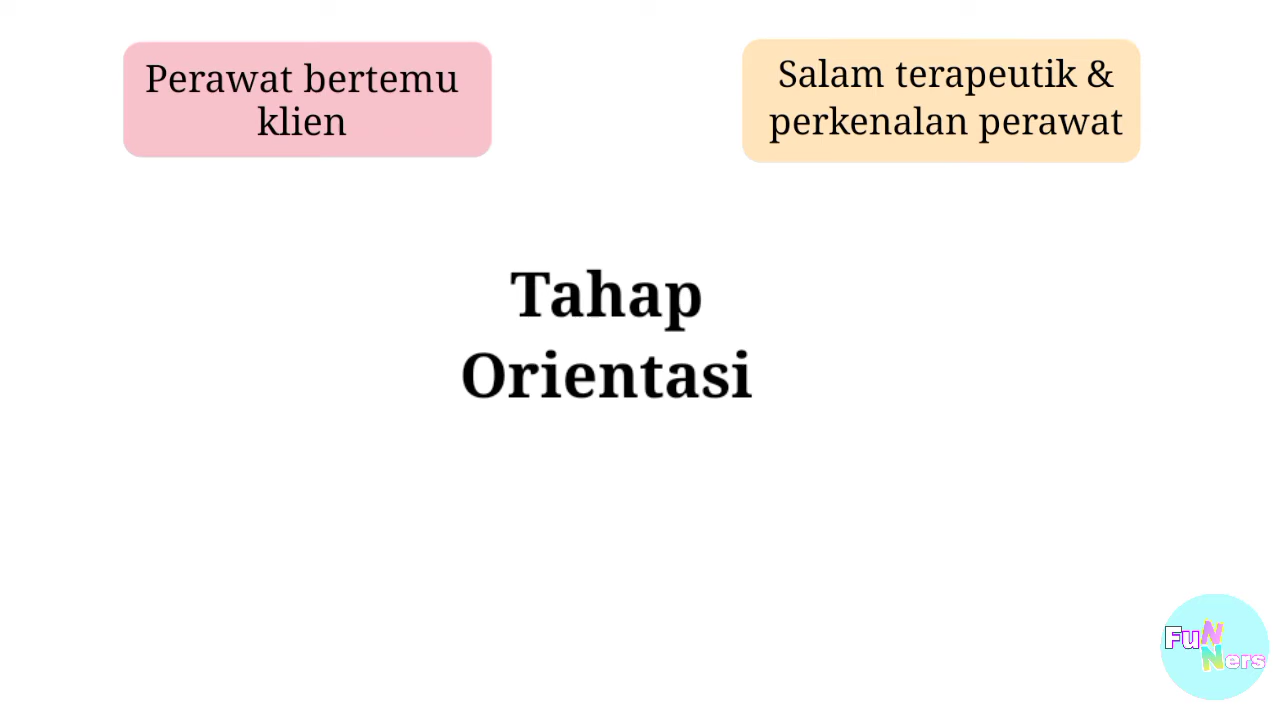 Perawat bertemu
klien
Salam terapeutik &
perkenalan perawat
Tahap
Orientasi
FuN
Ners